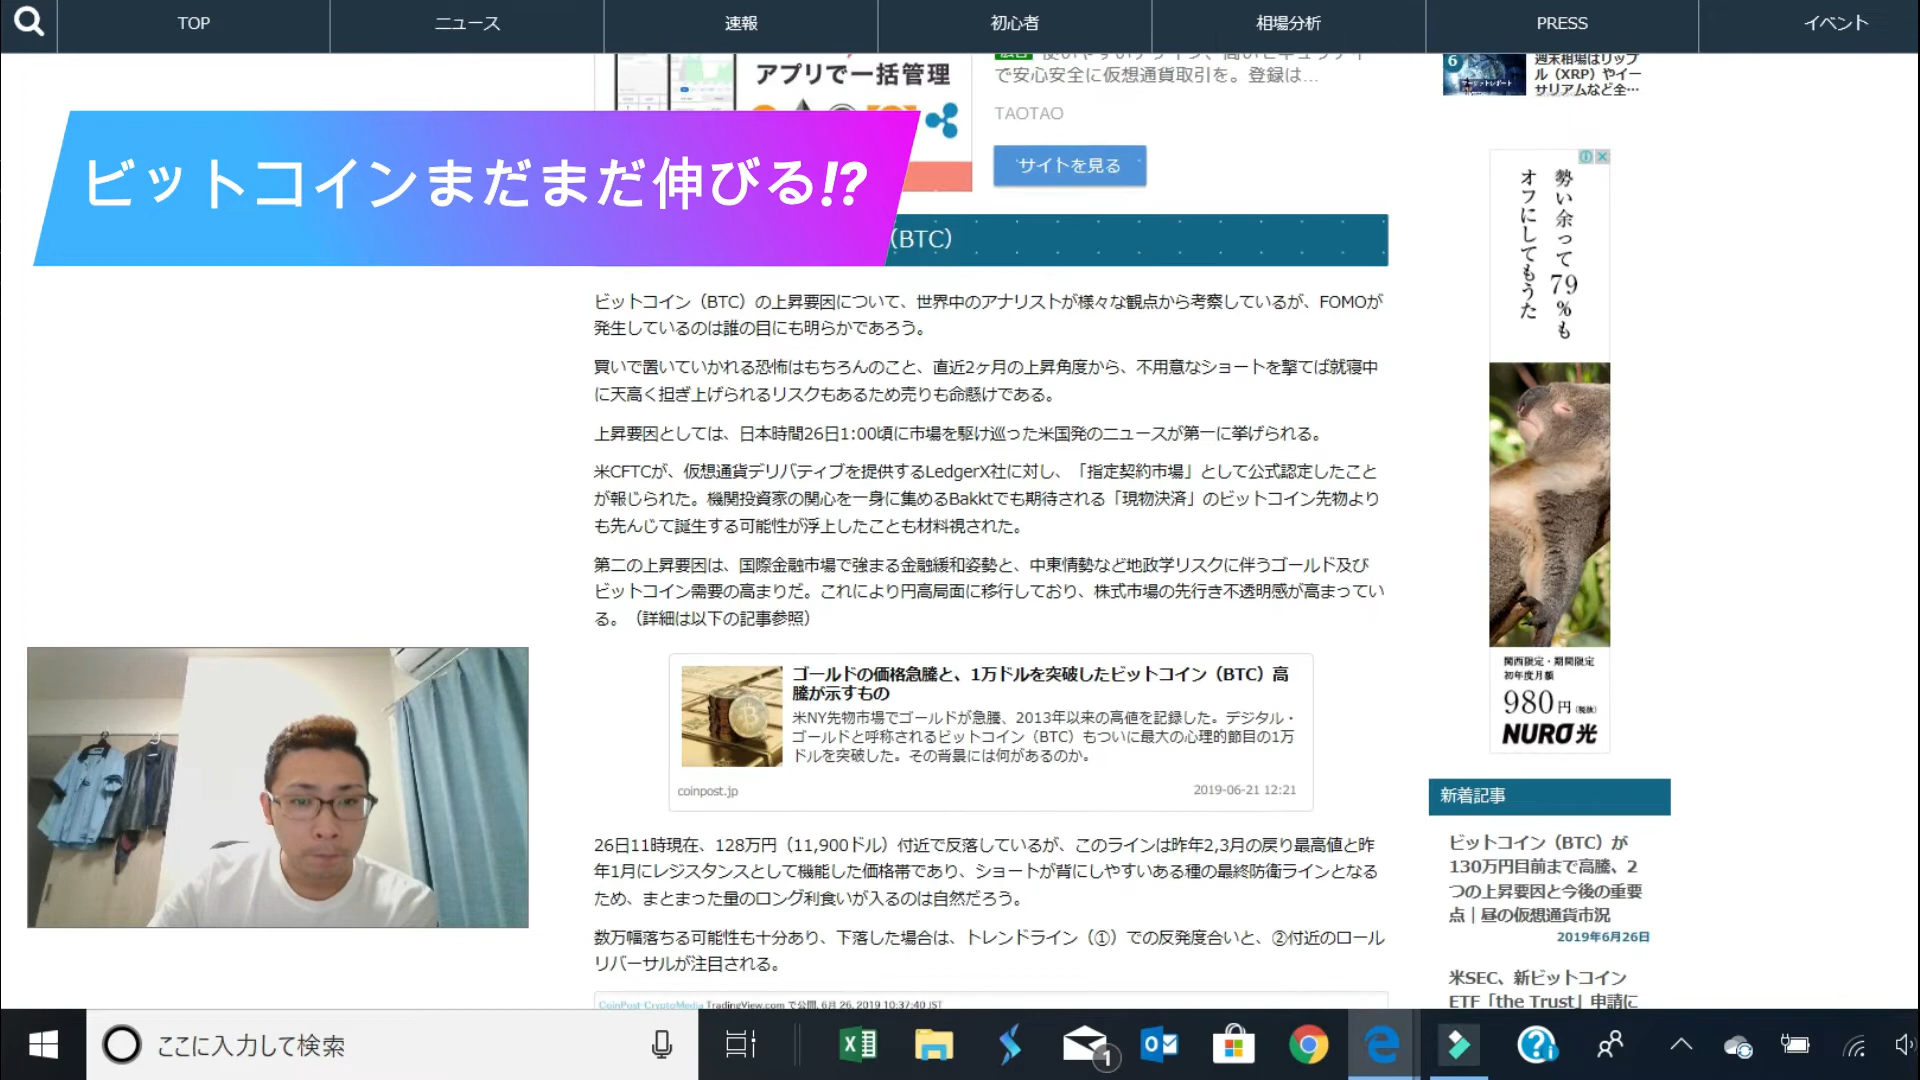 TOP
ニュース
速報
初心者
相場分析
PRESS
イベント
アプリで一括管理
で安心安全に仮想通貨取引を。登録は...
TAOTAO
サイトを見る
6
週末相場はリップ
ル（XRP）やイー
サリアムなど全…
ビットコインまだまだ伸びる!?
（BTC）
勢い余って79%も
オフにしてもうた
関西限定・期間限定
初年度月額
980円(税抜)
NURO光
ビットコイン（BTC）の上昇要因について、世界中のアナリストが様々な観点から考察しているが、FOMOが
発生しているのは誰の目にも明らかであろう。
買いで置いていかれる恐怖はもちろんのこと、直近2ヶ月の上昇角度から、不用意なショートを撃てば就寝中
に天高く担ぎ上げられるリスクもあるため売りも命懸けである。
上昇要因としては、日本時間26日1:00頃に市場を駆け巡った米国発のニュースが第一に挙げられる。
米CFTCが、仮想通貨デリバティブを提供するLedgerX社に対し、「指定契約市場」として公式認定したこと
が報じられた。機関投資家の関心を一身に集めるBakktでも期待される「現物決済」のビットコイン先物より
も先んじて誕生する可能性が浮上したことも材料視された。
第二の上昇要因は、国際金融市場で強まる金融緩和姿勢と、中東情勢など地政学リスクに伴うゴールド及び
ビットコイン需要の高まりだ。これにより円高局面に移行しており、株式市場の先行き不透明感が高まってい
る。（詳細は以下の記事参照）
ゴールドの価格急騰と、1万ドルを突破したビットコイン（BTC）高
騰が示すもの
米NY先物市場でゴールドが急騰、2013年以来の高値を記録した。デジタル・
ゴールドと呼称されるビットコイン（BTC）もついに最大の心理的節目の1万
ドルを突破した。その背景には何があるのか。
coinpost.jp
2019-06-21 12:21
26日11時現在、128万円（11,900ドル）付近で反落しているが、このラインは昨年2,3月の戻り最高値と昨
年1月にレジスタンスとして機能した価格帯であり、ショートが背にしやすいある種の最終防衛ラインとなる
ため、まとまった量のロング利食いが入るのは自然だろう。
数万幅落ちる可能性も十分あり、下落した場合は、トレンドライン（①）での反発度合いと、②付近のロール
リバーサルが注目される。
CoinPost-CryptoMedia TradingView.com で公開, 6月 26, 2019 10:37:40 JST
新着記事
ビットコイン（BTC）が
130万円目前まで高騰、2
つの上昇要因と今後の重要
点｜昼の仮想通貨市況
2019年6月26日
米SEC、新ビットコイン
ETF「the Trust」申請に
ここに入力して検索
1